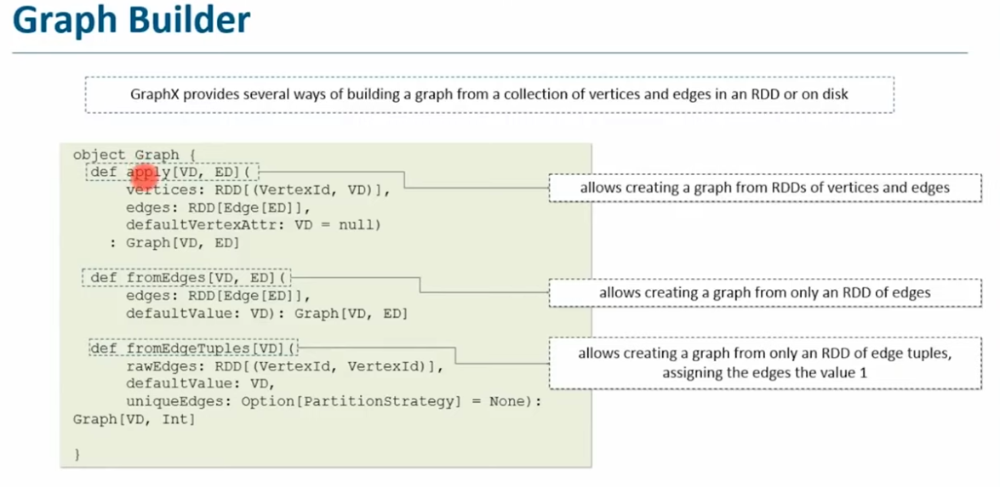 Graph Builder
GraphX provides several ways of building a graph from a collection of vertices and edges in an RDD or on disk
object Graph {
def apply[VD, ED](
vertices: RDD[(VertexId, VD)],
edges: RDD[Edge[ED]],
defaultVertexAttr: VD = null)
: Graph[VD, ED]
allows creating a graph from RDDs of vertices and edges
def fromEdges[VD, ED](
edges: RDD[Edge[ED]],
defaultValue: VD): Graph[VD, ED]
allows creating a graph from only an RDD of edges
def fromEdgeTuples[VD](
rawEdges: RDD[(VertexId, VertexId)],
defaultValue: VD,
uniqueEdges: Option[PartitionStrategy] = None):
Graph[VD, Int]
}
allows creating a graph from only an RDD of edge tuples,
assigning the edges the value 1